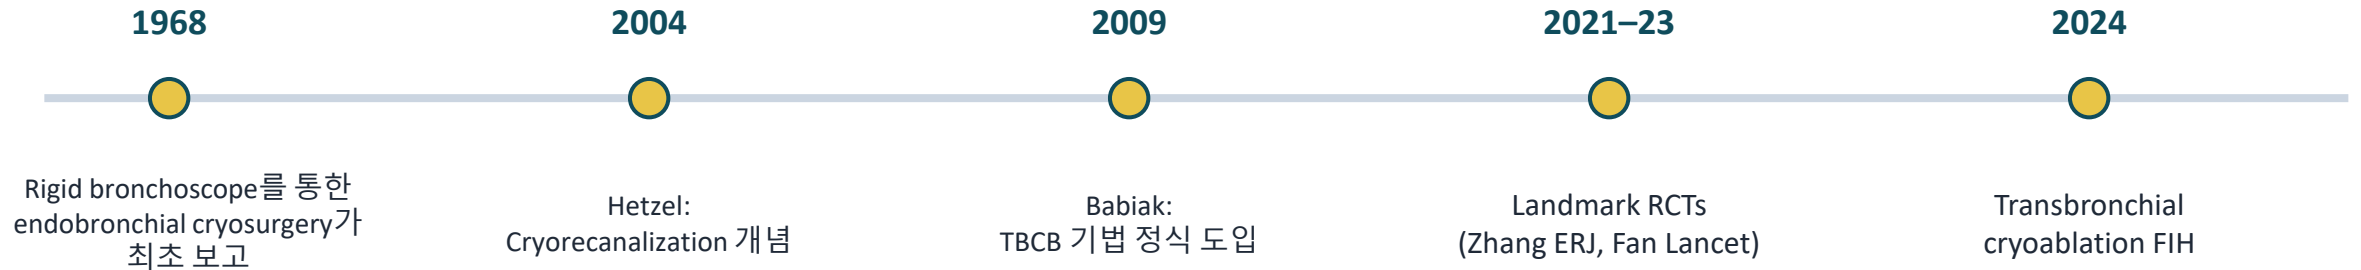 1968
2004
2009
2021–23
2024
Rigid bronchoscope를 통한
endobronchial cryosurgery가
최초 보고
Hetzel:
Cryorecanalization 개념
Babiak:
TBCB 기법 정식 도입
Landmark RCTs
(Zhang ERJ, Fan Lancet)
Transbronchial
cryoablation FIH